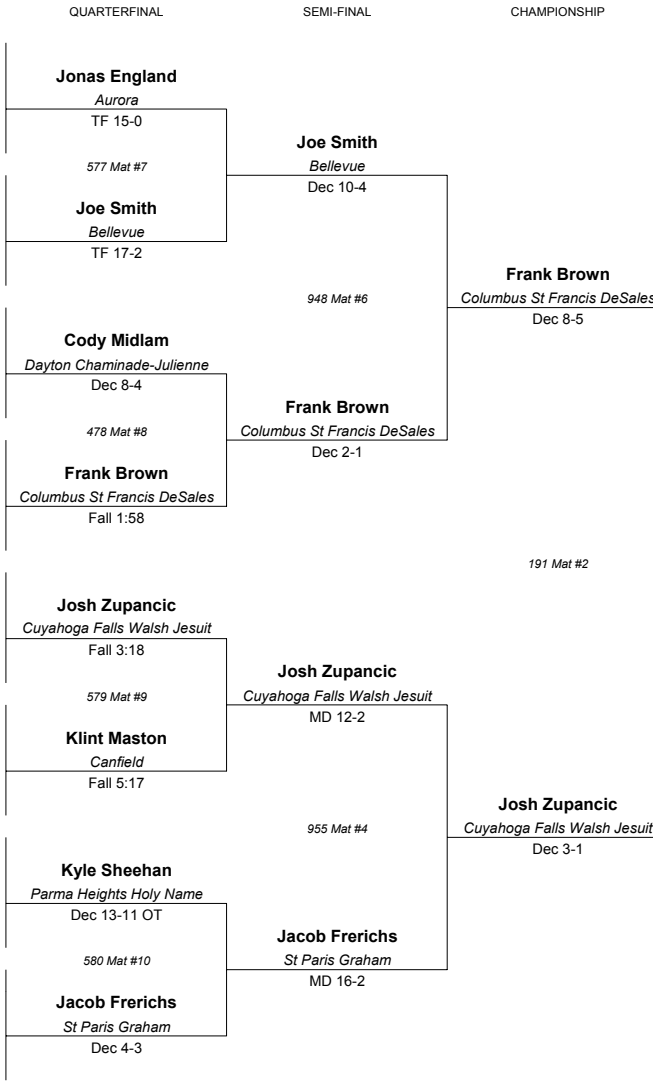 QUARTERFINAL SEMI-FINAL CHAMPIONSHIP
Jonas England
Aurora
TF 15-0
577 Mat #7
Joe Smith
Bellevue
TF 17-2
Joe Smith
Bellevue
Dec 10-4
948 Mat #6
Cody Midlam
Dayton Chaminade-Julienne
Dec 8-4
478 Mat #8
Frank Brown
Columbus St Francis DeSales
Fall 1:58
Frank Brown
Columbus St Francis DeSales
Dec 2-1
Frank Brown
Columbus St Francis DeSales
Dec 8-5
191 Mat #2
Josh Zupancic
Cuyahoga Falls Walsh Jesuit
Fall 3:18
579 Mat #9
Klint Maston
Canfield
Fall 5:17
Josh Zupancic
Cuyahoga Falls Walsh Jesuit
MD 12-2
955 Mat #4
Kyle Sheehan
Parma Heights Holy Name
Dec 13-11 OT
580 Mat #10
Jacob Frerichs
St Paris Graham
Dec 4-3
Jacob Frerichs
St Paris Graham
MD 16-2
Josh Zupancic
Cuyahoga Falls Walsh Jesuit
Dec 3-1